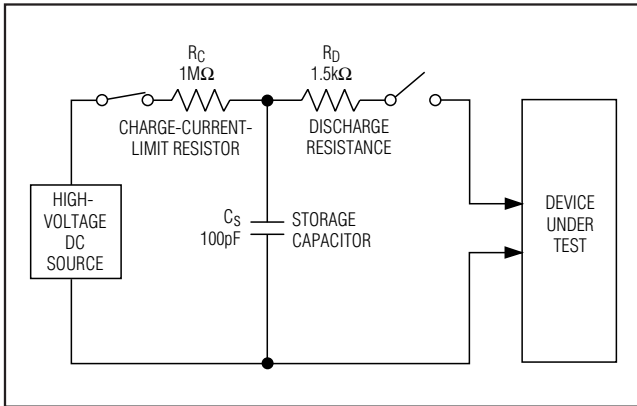 R_C
1MΩ
CHARGE-CURRENT-
LIMIT RESISTOR
R_D
1.5kΩ
DISCHARGE
RESISTANCE
HIGH-
VOLTAGE
DC
SOURCE
C_S
100pF
STORAGE
CAPACITOR
DEVICE
UNDER
TEST